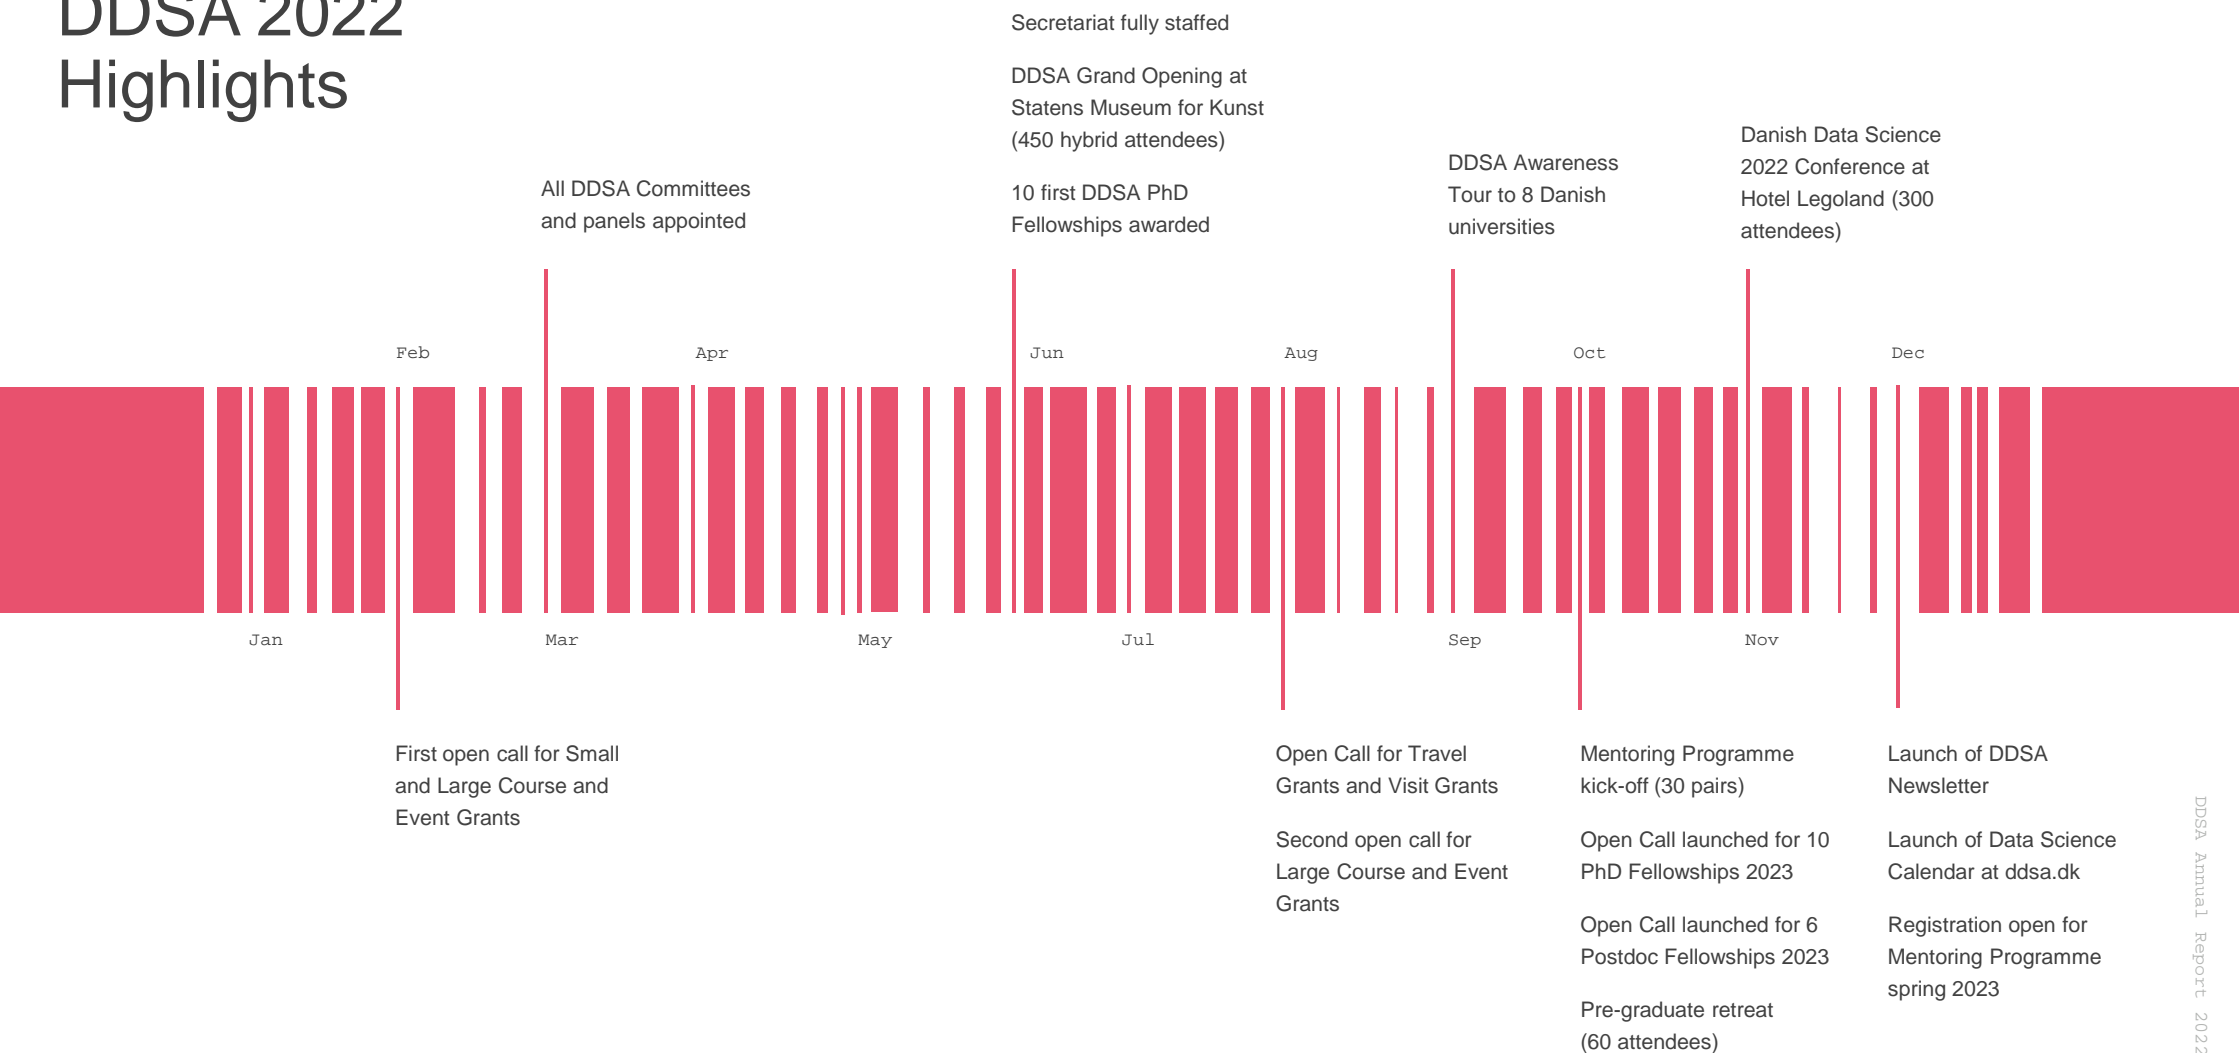 DDSA 2022
Highlights
Secretariat fully staffed
DDSA Grand Opening at
Statens Museum for Kunst
(450 hybrid attendees)
10 first DDSA PhD
Fellowships awarded
All DDSA Committees
and panels appointed
DDSA Awareness
Tour to 8 Danish
universities
Danish Data Science
2022 Conference at
Hotel Legoland (300
attendees)
Feb
Apr
Jun
Aug
Oct
Dec
Jan
Mar
May
Jul
Sep
Nov
First open call for Small
and Large Course and
Event Grants
Open Call for Travel
Grants and Visit Grants
Second open call for
Large Course and Event
Grants
Mentoring Programme
kick-off (30 pairs)
Open Call launched for 10
PhD Fellowships 2023
Open Call launched for 6
Postdoc Fellowships 2023
Pre-graduate retreat
(60 attendees)
Launch of DDSA
Newsletter
Launch of Data Science
Calendar at ddsa.dk
Registration open for
Mentoring Programme
spring 2023
DDSA Annual Report 2022